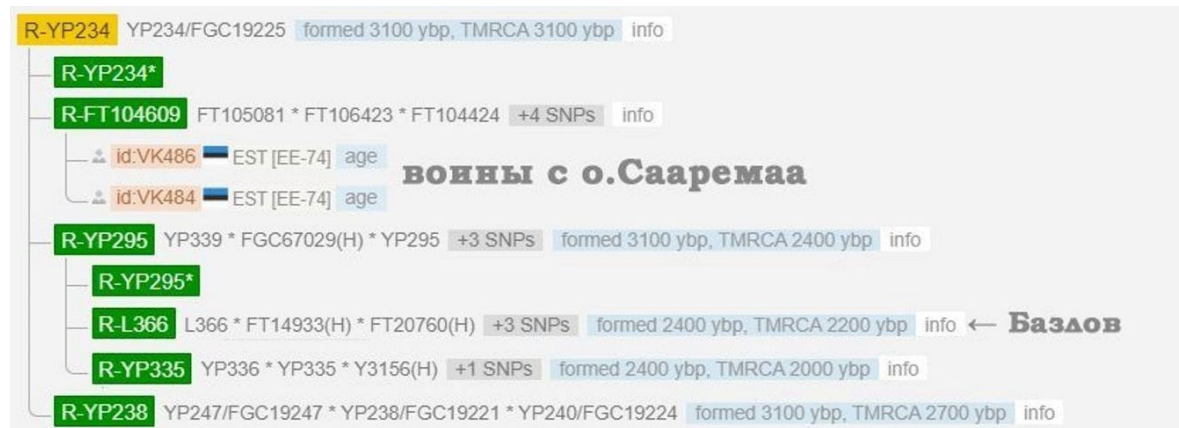 R-YP234 YP234/FGC19225 formed 3100 ybp, TMRCA 3100 ybp info
R-YP234*
R-FT104609 FT105081 * FT106423 * FT104424 +4 SNPs info
id:VK486 EST [EE-74] age
воины с о.Сааремаа
id:VK484 EST [EE-74] age
R-YP295 YP339 * FGC67029(H) * YP295 +3 SNPs formed 3100 ybp, TMRCA 2400 ybp info
R-YP295*
R-L366 L366 * FT14933(H) * FT20760(H) +3 SNPs formed 2400 ybp, TMRCA 2200 ybp info ← Базлов
R-YP335 YP336 * YP335 * Y3156(H) +1 SNPs formed 2400 ybp, TMRCA 2000 ybp info
R-YP238 YP247/FGC19247 * YP238/FGC19221 * YP240/FGC19224 formed 3100 ybp, TMRCA 2700 ybp info